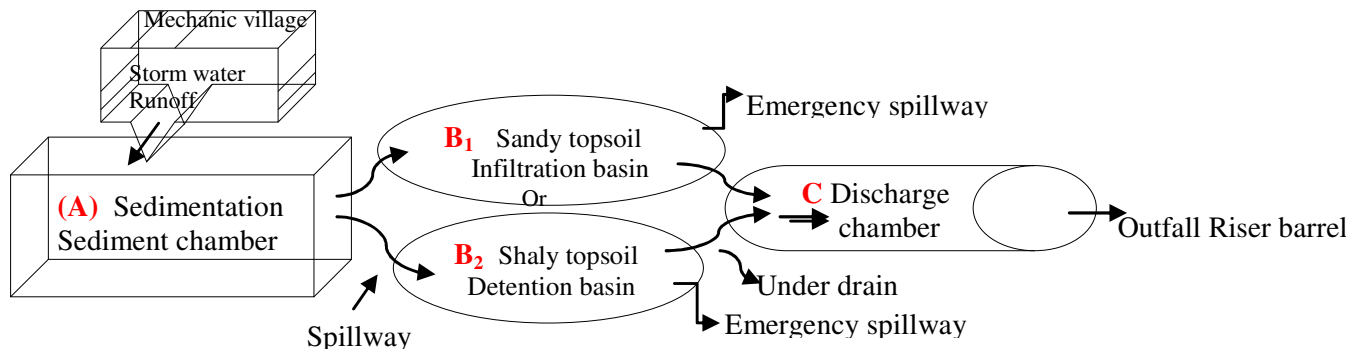 Mechanic village
Storm water
Runoff
(A) Sedimentation
Sediment chamber
Spillway
B₁ Sandy topsoil
Infiltration basin
Or
B₂ Shaly topsoil
Detention basin
Emergency spillway
C Discharge
chamber
Under drain
Emergency spillway
Outfall Riser barrel